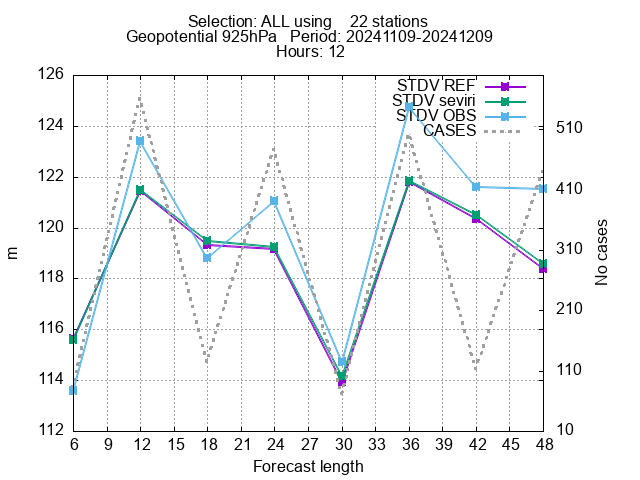 Selection: ALL using    22 stations
Geopotential 925hPa   Period: 20241109-20241209
Hours: 12
STDV REF
STDV seviri
STDV OBS
CASES
126
124
122
120
118
116
114
112
m
510
410
310
210
110
10
No cases
6 9 12 15 18 21 24 27 30 33 36 39 42 45 48
Forecast length